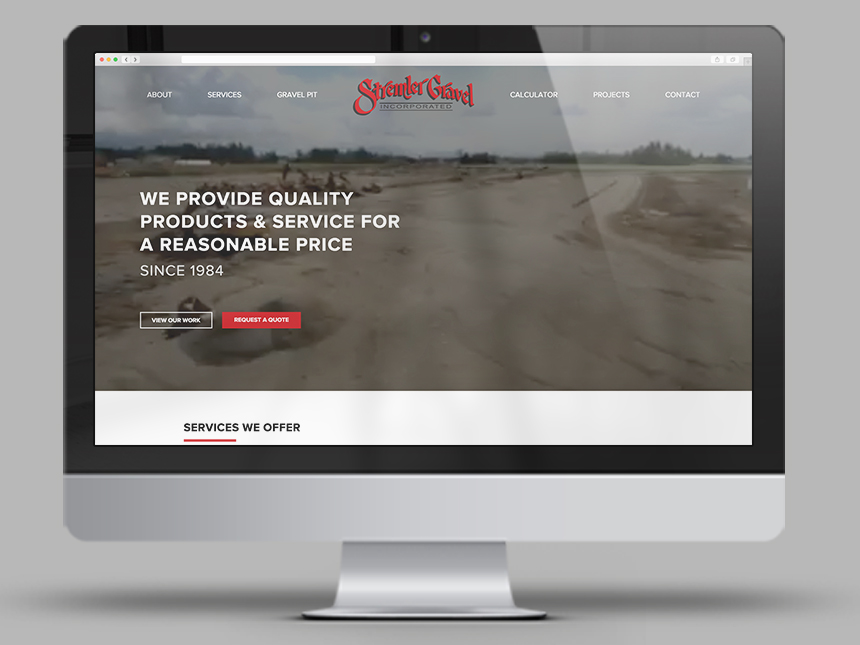 ABOUT SERVICES GRAVEL PIT
Stremler Gravel
INCORPORATED
CALCULATOR PROJECTS CONTACT
WE PROVIDE QUALITY
PRODUCTS & SERVICE FOR
A REASONABLE PRICE
SINCE 1984
VIEW OUR WORK REQUEST A QUOTE
SERVICES WE OFFER